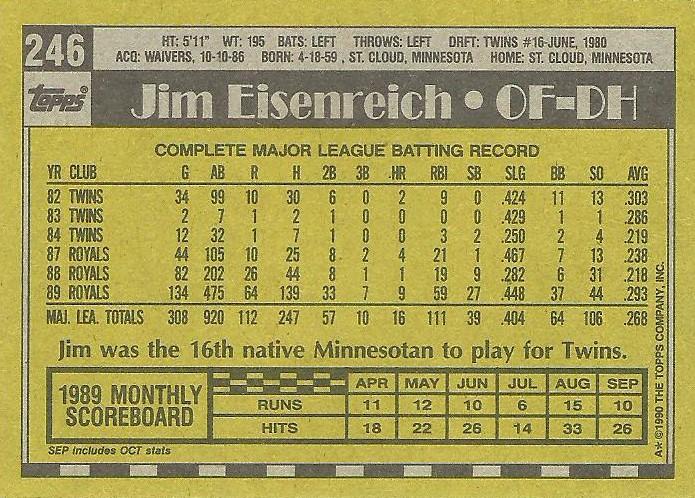 246
HT: 5'11" WT: 195 BATS: LEFT THROWS: LEFT DRFT: TWINS #16-JUNE, 1980
ACQ: WAIVERS, 10-10-86 BORN: 4-18-59, ST. CLOUD, MINNESOTA HOME: ST. CLOUD, MINNESOTA
Topps®
Jim Eisenreich • OF-DH
COMPLETE MAJOR LEAGUE BATTING RECORD
YR CLUB G AB R H 2B 3B HR RBI SB SLG BB SO AVG
82 TWINS 34 99 10 30 6 0 2 9 0 .424 11 13 .303
83 TWINS 2 7 1 2 1 0 0 0 0 .429 1 1 .286
84 TWINS 12 32 1 7 1 0 0 3 2 .250 2 4 .219
87 ROYALS 44 105 10 25 8 2 4 21 1 .467 7 13 .238
88 ROYALS 82 202 26 44 8 1 1 19 9 .282 6 31 .218
89 ROYALS 134 475 64 139 33 7 9 59 27 .448 37 44 .293
MAJ. LEA. TOTALS 308 920 112 247 57 10 16 111 39 .404 64 106 .268
Jim was the 16th native Minnesotan to play for Twins.
1989 MONTHLY SCOREBOARD
APR MAY JUN JUL AUG SEP
RUNS 11 12 10 6 15 10
HITS 18 22 26 14 33 26
SEP includes OCT stats
A★©1990 THE TOPPS COMPANY, INC.